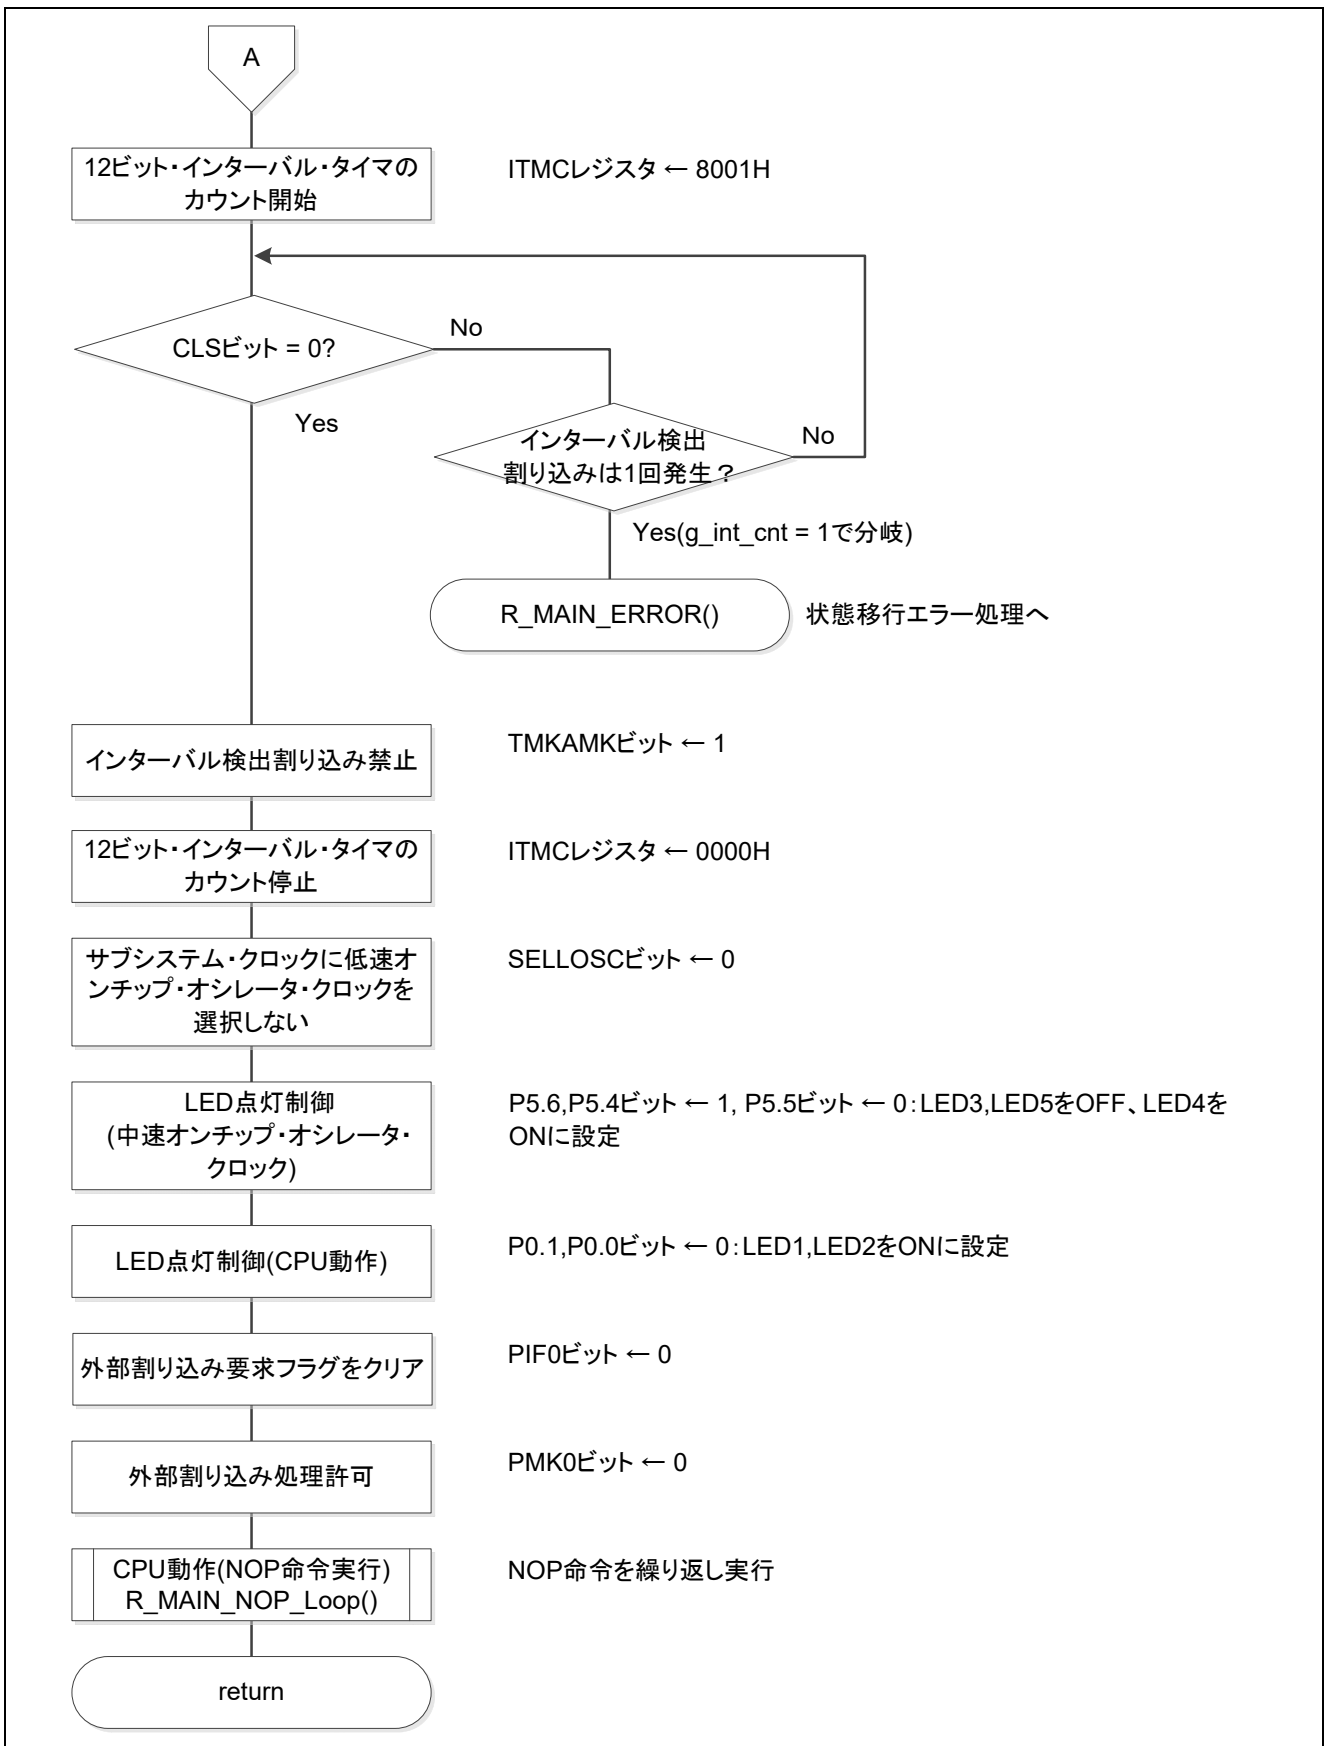 A
12ビット・インターバル・タイマの
カウント開始
ITMCレジスタ ← 8001H
CLSビット = 0?
No
Yes
インターバル検出
割り込みは1回発生？
No
Yes(g_int_cnt = 1で分岐)
R_MAIN_ERROR()
状態移行エラー処理へ
インターバル検出割り込み禁止
TMKAMKビット ← 1
12ビット・インターバル・タイマの
カウント停止
ITMCレジスタ ← 0000H
サブシステム・クロックに低速オ
ンチップ・オシレータ・クロックを
選択しない
SELLOSCビット ← 0
LED点灯制御
(中速オンチップ・オシレータ・
クロック)
P5.6,P5.4ビット ← 1, P5.5ビット ← 0：LED3,LED5をOFF、LED4を
ONに設定
LED点灯制御(CPU動作)
P0.1,P0.0ビット ← 0：LED1,LED2をONに設定
外部割り込み要求フラグをクリア
PIF0ビット ← 0
外部割り込み処理許可
PMK0ビット ← 0
CPU動作(NOP命令実行)
R_MAIN_NOP_Loop()
NOP命令を繰り返し実行
return